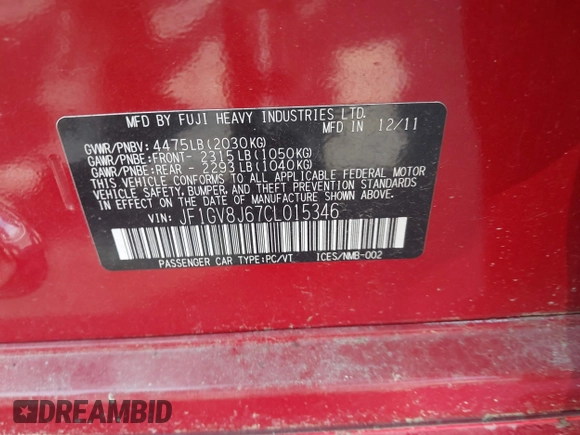 MFD BY FUJI HEAVY INDUSTRIES LTD.
MFD IN 12/11
GVWR/PNBV: 4475LB(2030KG)
GAWR/PNBE:FRONT- 2315LB(1050KG)
GAWR/PNBE:REAR - 2293LB(1040KG)
THIS VEHICLE CONFORMS TO ALL APPLICABLE FEDERAL MOTOR
VEHICLE SAFETY, BUMPER, AND THEFT PREVENTION STANDARDS
IN EFFECT ON THE DATE OF MANUFACTURE SHOWN ABOVE.
VIN: JF1GV8J67CL015346
PASSENGER CAR TYPE:PC/VT ICES/NMB-002
DREAMBID